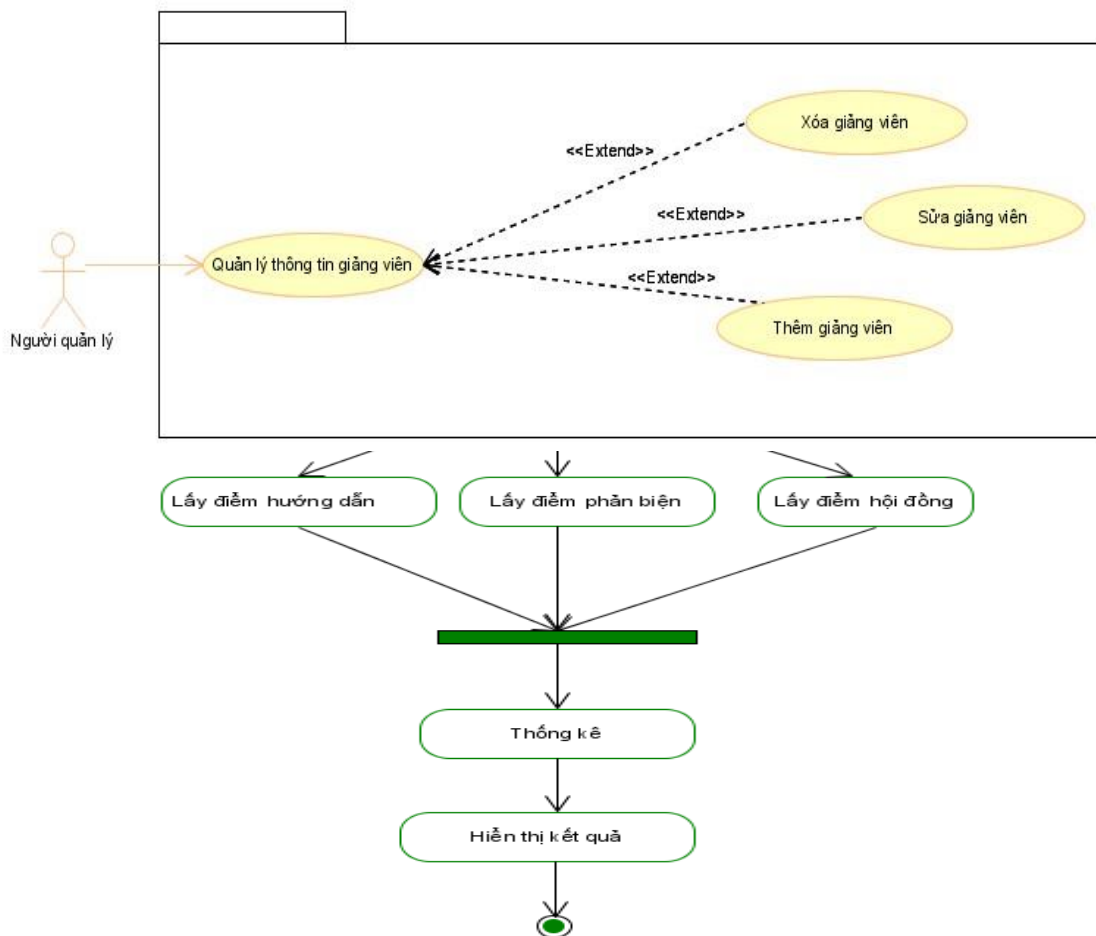 Xóa giảng viên
<<Extend>>
<<Extend>>
Sửa giảng viên
Quản lý thông tin giảng viên
<<Extend>>
Thêm giảng viên
Người quản lý
Lấy điểm hướng dẫn
Lấy điểm phản biện
Lấy điểm hội đồng
Thống kê
Hiển thị kết quả